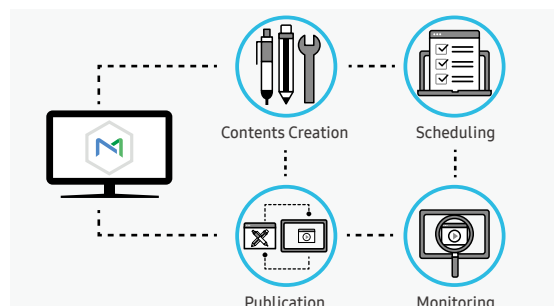 Contents Creation
Scheduling
Publication
Monitoring